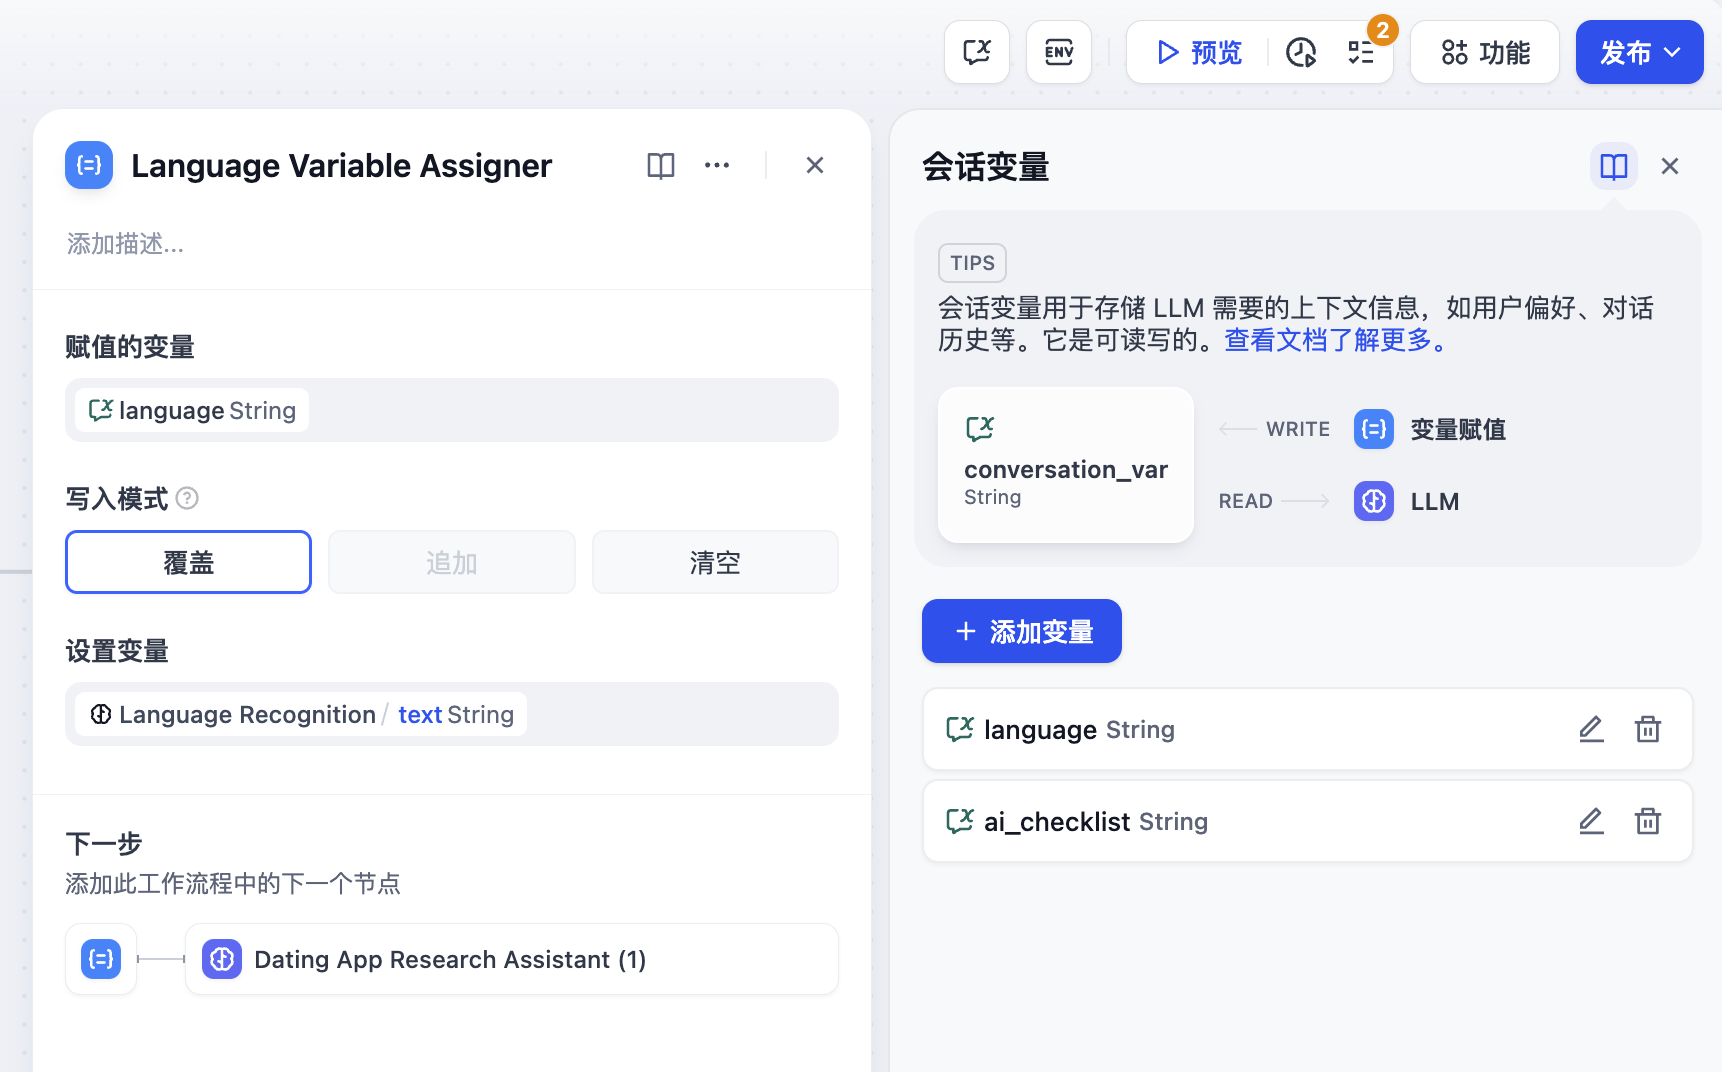 ENV
预览
2
功能
发布
Language Variable Assigner
添加描述...
赋值的变量
language String
写入模式
覆盖
追加
清空
设置变量
Language Recognition / text String
下一步
添加此工作流程中的下一个节点
Dating App Research Assistant (1)
会话变量
TIPS
会话变量用于存储 LLM 需要的上下文信息，如用户偏好、对话
历史等。它是可读写的。查看文档了解更多。
conversation_var
String
WRITE
变量赋值
READ
LLM
添加变量
language String
ai_checklist String